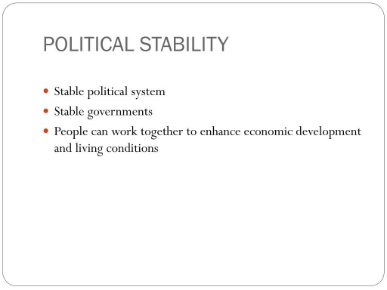 POLITICAL STABILITY
• Stable political system
• Stable governments
• People can work together to enhance economic development
and living conditions